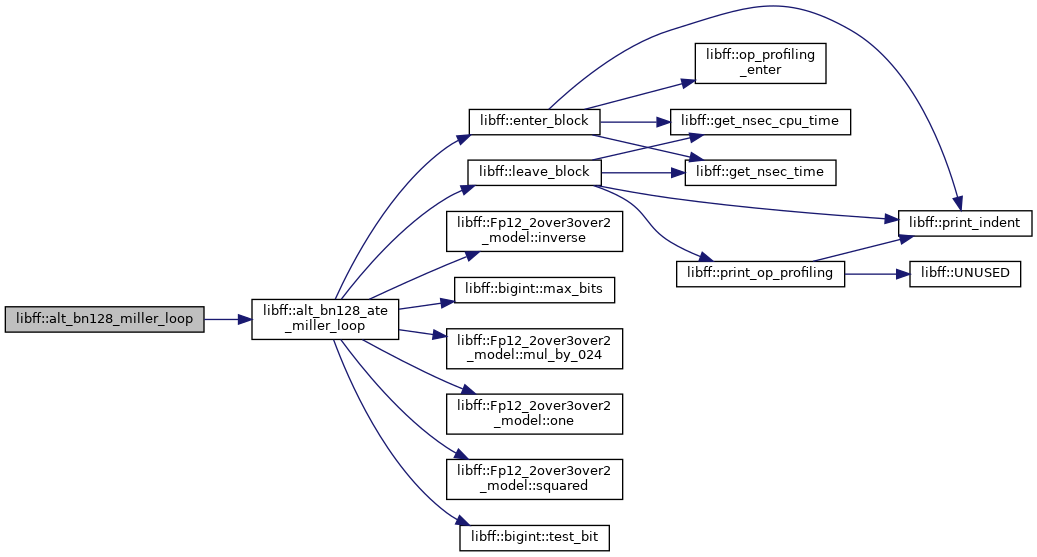 libff::alt_bn128_miller_loop
libff::alt_bn128_ate
_miller_loop
libff::enter_block
libff::leave_block
libff::Fp12_2over3over2
_model::inverse
libff::bigint::max_bits
libff::Fp12_2over3over2
_model::mul_by_024
libff::Fp12_2over3over2
_model::one
libff::Fp12_2over3over2
_model::squared
libff::bigint::test_bit
libff::op_profiling
_enter
libff::get_nsec_cpu_time
libff::get_nsec_time
libff::print_op_profiling
libff::print_indent
libff::UNUSED